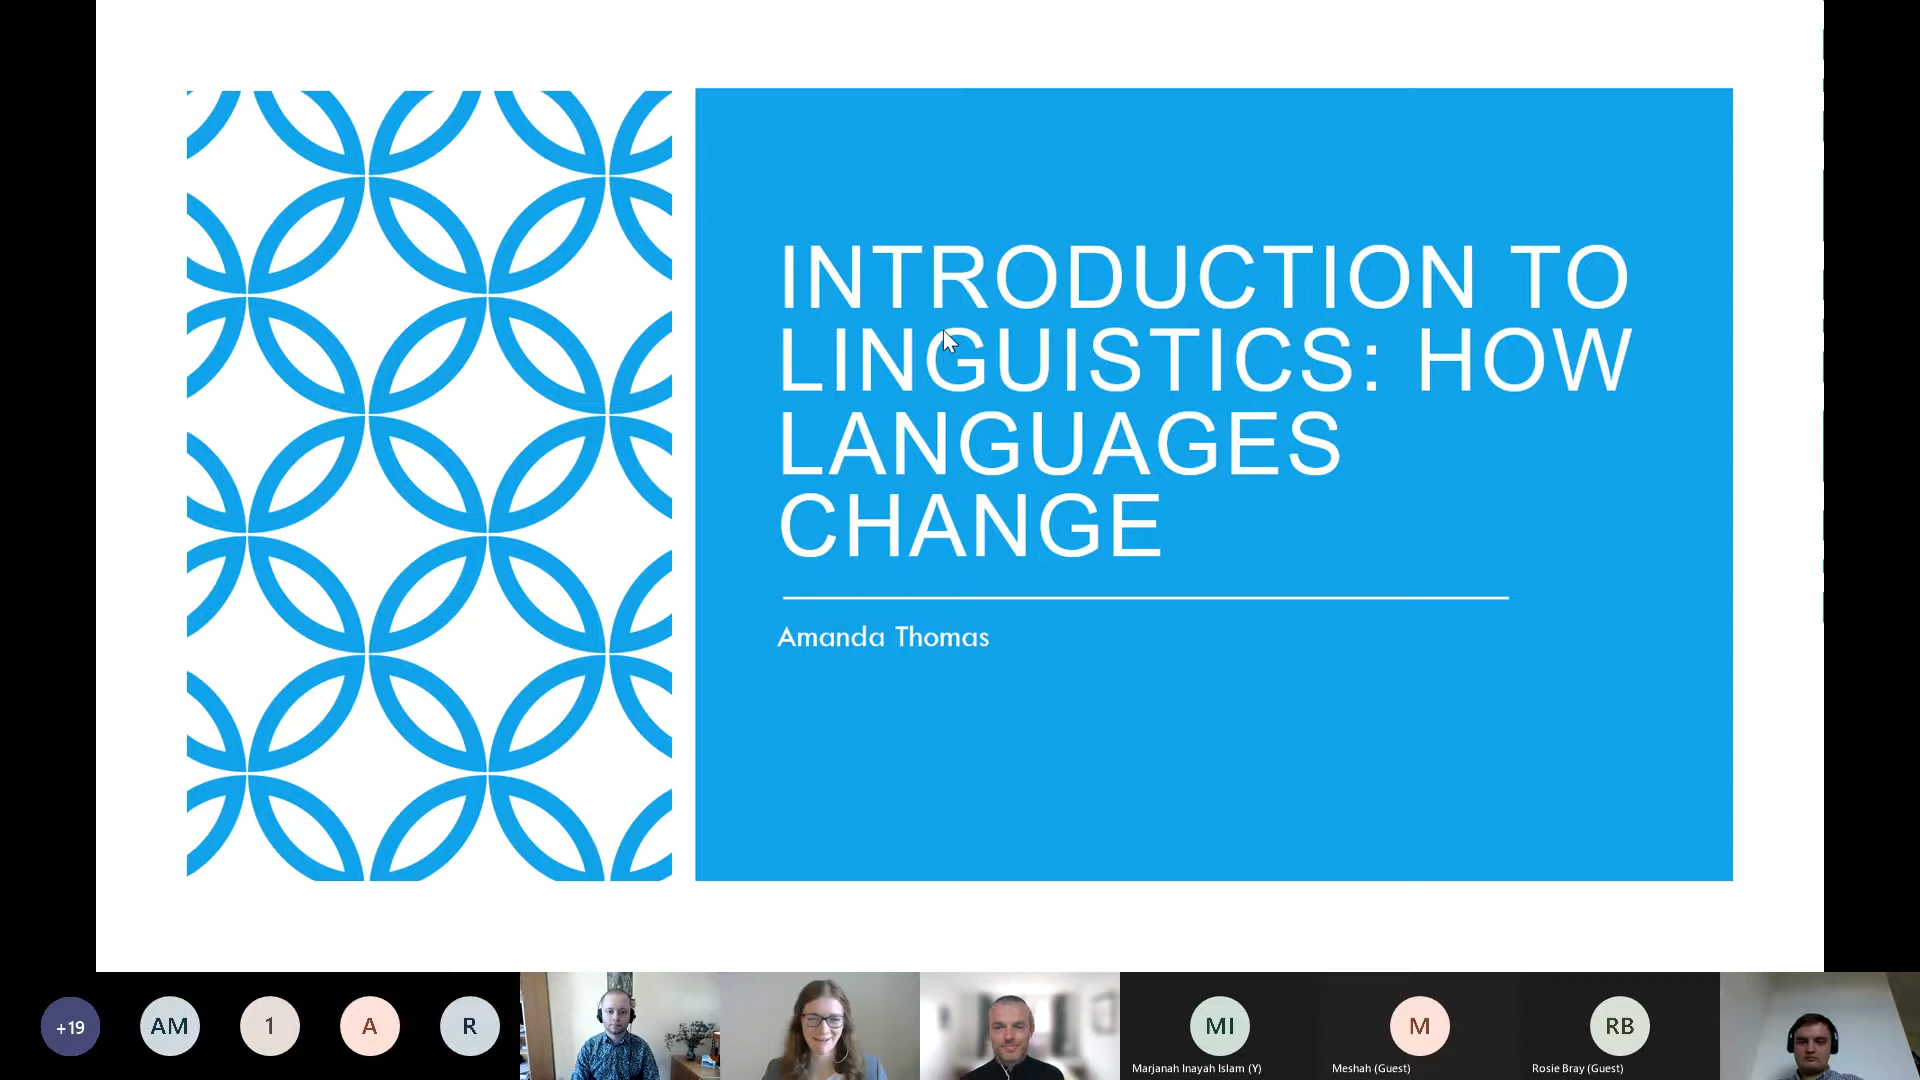 INTRODUCTION TO
LINGUISTICS: HOW
LANGUAGES
CHANGE
Amanda Thomas
+19
AM
1
A
R
MI
Marjanah Inayah Islam (Y)
M
Meshah (Guest)
RB
Rosie Bray (Guest)